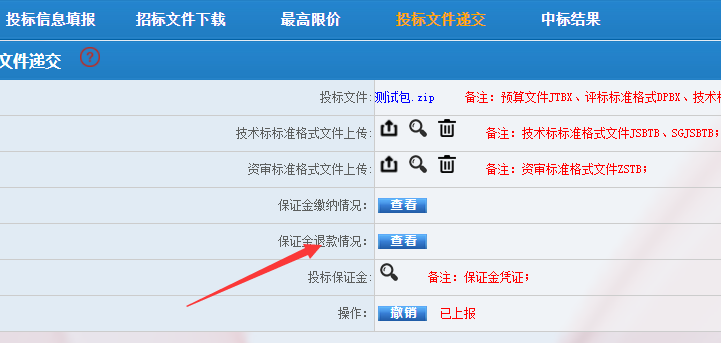 投标信息填报 招标文件下载 最高限价 投标文件递交 中标结果
文件递交 ?
投标文件: 测试包.zip 备注：预算文件JTBX、评标标准格式DPBX、技术标
技术标标准格式文件上传: 备注：技术标标准格式文件JSBTB、SGJSBTB；
资审标准格式文件上传: 备注：资审标准格式文件ZSTB；
保证金缴纳情况： 查看
保证金退款情况： 查看
投标保证金: 备注：保证金凭证；
操作： 撤销 已上报